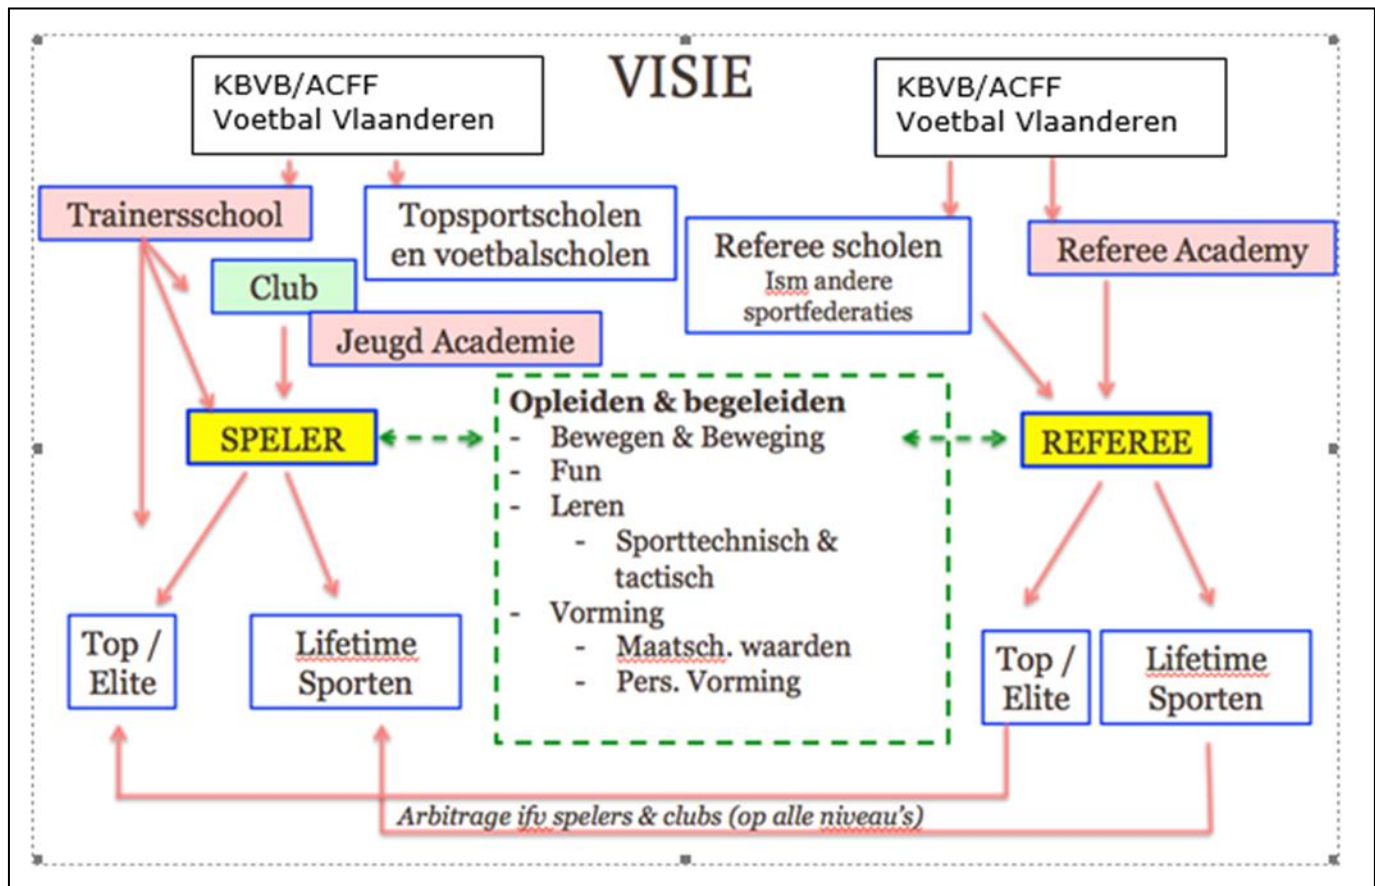 VISIE
KBVB/ACFF
Voetbal Vlaanderen
KBVB/ACFF
Voetbal Vlaanderen
Trainersschool
Topsportscholen
en voetbalscholen
Club
Jeugd Academie
Referee scholen
Ism andere
sportfederaties
Referee Academy
SPELER
Opleiden & begeleiden
- Bewegen & Beweging
- Fun
- Leren
- Sporttechnisch &
tactisch
- Vorming
- Maatsch. waarden
- Pers. Vorming
REFEREE
Top /
Elite
Lifetime
Sporten
Top /
Elite
Lifetime
Sporten
Arbitrage ifv spelers & clubs (op alle niveau's)